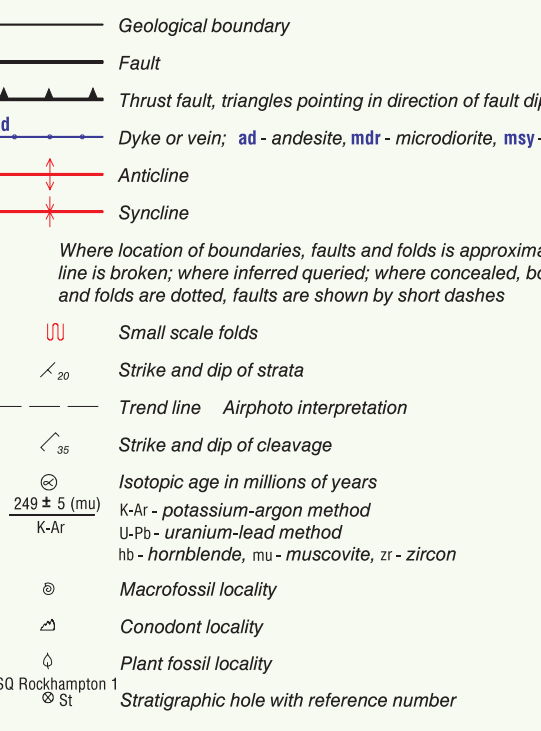 Geological boundary
Fault
Thrust fault, triangles pointing in direction of fault dip
d
Dyke or vein; ad - andesite, mdr - microdiorite, msy -
Anticline
Syncline
Where location of boundaries, faults and folds is approxima
line is broken; where inferred queried; where concealed, bo
and folds are dotted, faults are shown by short dashes
Small scale folds
20 Strike and dip of strata
Trend line Airphoto interpretation
35 Strike and dip of cleavage
Isotopic age in millions of years
249 ± 5 (mu)
K-Ar
K-Ar - potassium-argon method
U-Pb - uranium-lead method
hb - hornblende, mu - muscovite, zr - zircon
Macrofossil locality
Conodont locality
Plant fossil locality
SQ Rockhampton 1
St Stratigraphic hole with reference number